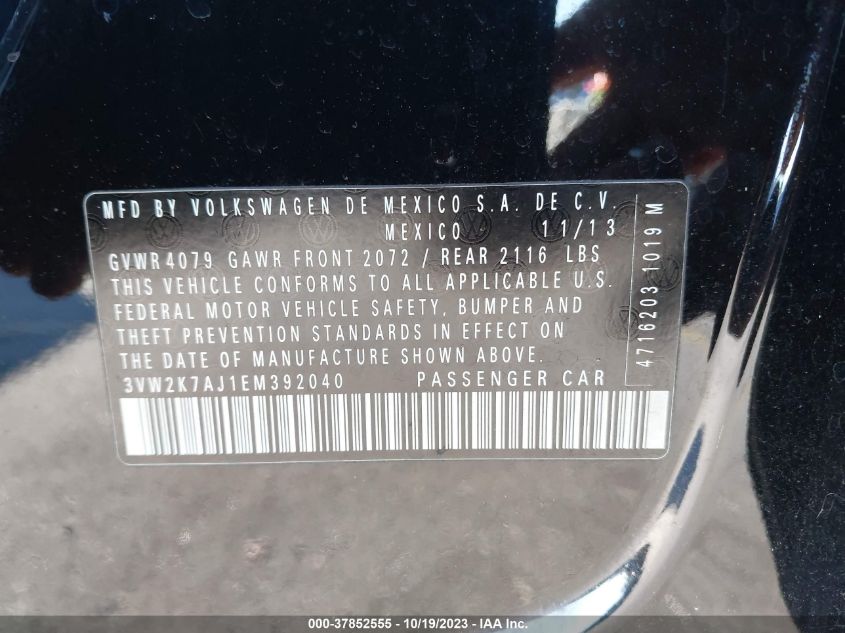 MFD BY VOLKSWAGEN DE MEXICO S.A. DE C.V.
MEXICO 11/13
GVWR 4079 GAWR FRONT 2072 / REAR 2116 LBS
THIS VEHICLE CONFORMS TO ALL APPLICABLE U.S.
FEDERAL MOTOR VEHICLE SAFETY, BUMPER AND
THEFT PREVENTION STANDARDS IN EFFECT ON
THE DATE OF MANUFACTURE SHOWN ABOVE.
3VW2K7AJ1EM392040 PASSENGER CAR
4716203 1019 M
000-37852555 - 10/19/2023 - © IAA, Inc.